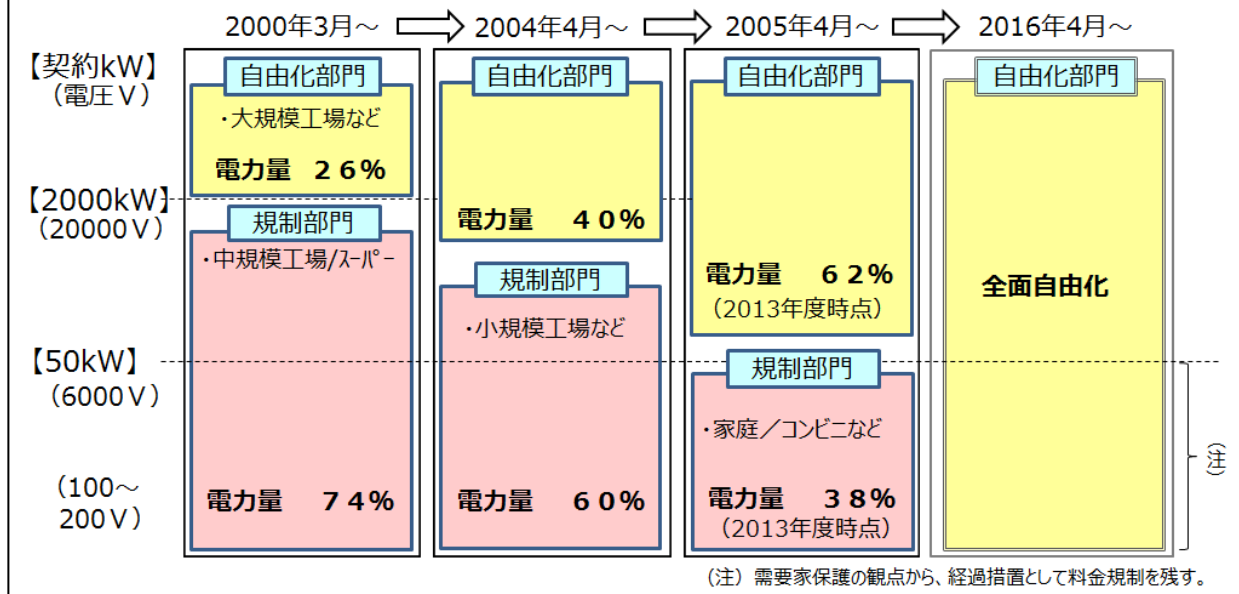 2000年3月～
2004年4月～
2005年4月～
2016年4月～
【契約kW】
（電圧Ｖ）
【2000kW】
（20000Ｖ）
【50kW】
（6000Ｖ）
（100～
200Ｖ）
自由化部門
・大規模工場など
電力量　２６%
規制部門
・中規模工場/ｽｰﾊﾟｰ
電力量　７４%
自由化部門
電力量　４０%
規制部門
・小規模工場など
電力量　６０%
自由化部門
電力量　６２%
（2013年度時点）
規制部門
・家庭／コンビニなど
電力量　３８%
（2013年度時点）
自由化部門
全面自由化
（注）
（注）需要家保護の観点から、経過措置として料金規制を残す。